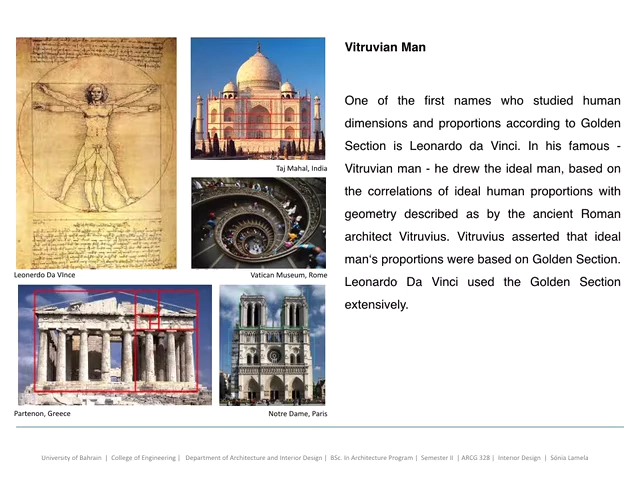 Vitruvian Man
One of the first names who studied human
dimensions and proportions according to Golden
Section is Leonardo da Vinci. In his famous -
Vitruvian man - he drew the ideal man, based on
the correlations of ideal human proportions with
geometry described as by the ancient Roman
architect Vitruvius. Vitruvius asserted that ideal
man's proportions were based on Golden Section.
Leonardo Da Vinci used the Golden Section
extensively.
Taj Mahal, India
Leonerdo Da VInce
Vatican Museum, Rome
Partenon, Greece
Notre Dame, Paris
University of Bahrain | College of Engineering | Department of Architecture and Interior Design | BSc. In Architecture Program | Semester II | ARCG 328 | Interior Design | Sónia Lamela